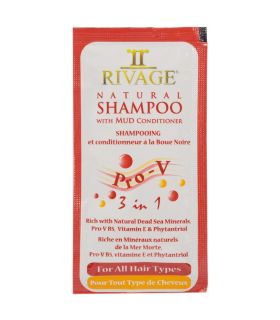 RIVAGE®
NATURAL
SHAMPOO
WITH MUD CONDITIONER
SHAMPOOING
et conditionneur à la Boue Noire
Pro-V
3 in 1
Rich with Natural Dead Sea Minerals,
Pro-V B5, Vitamin E & Phytantriol
Riche en Minéraux naturels
de la Mer Morte,
Pro-V B5, vitamine E et Phytantriol
For All Hair Types
Pour Tout Type de Cheveux